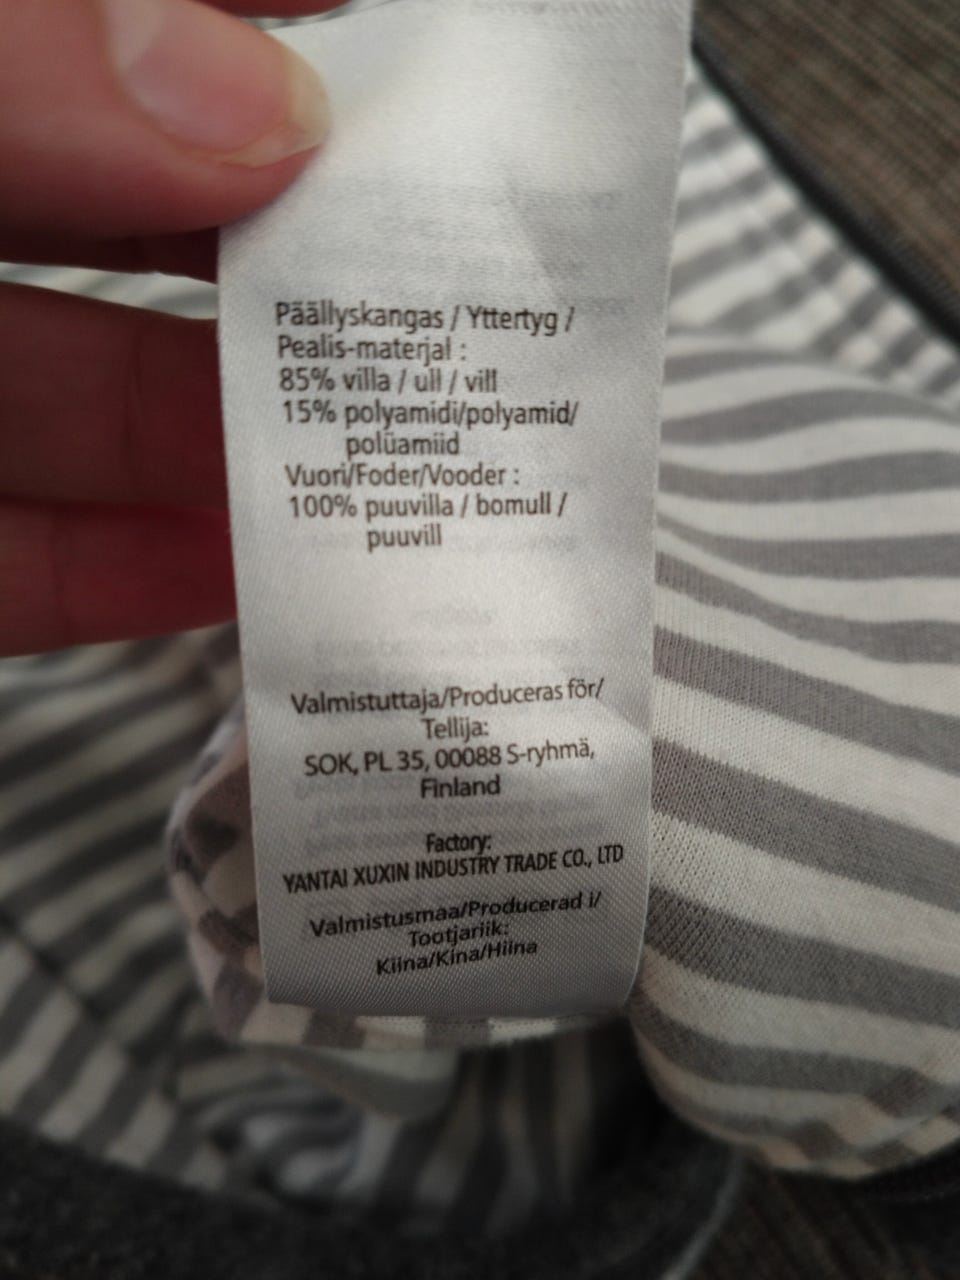 Päällyskangas / Yttertyg /
Pealis-materjal :
85% villa / ull / vill
15% polyamidi/polyamid/
polüamiid
Vuori/Foder/Vooder :
100% puuvilla / bomull /
puuvill
Valmistuttaja/Produceras för/
Tellija:
SOK, PL 35, 00088 S-ryhmä,
Finland
Factory:
YANTAI XUXIN INDUSTRY TRADE CO., LTD
Valmistusmaa/Producerad i/
Tootjariik:
Kiina/Kina/Hiina